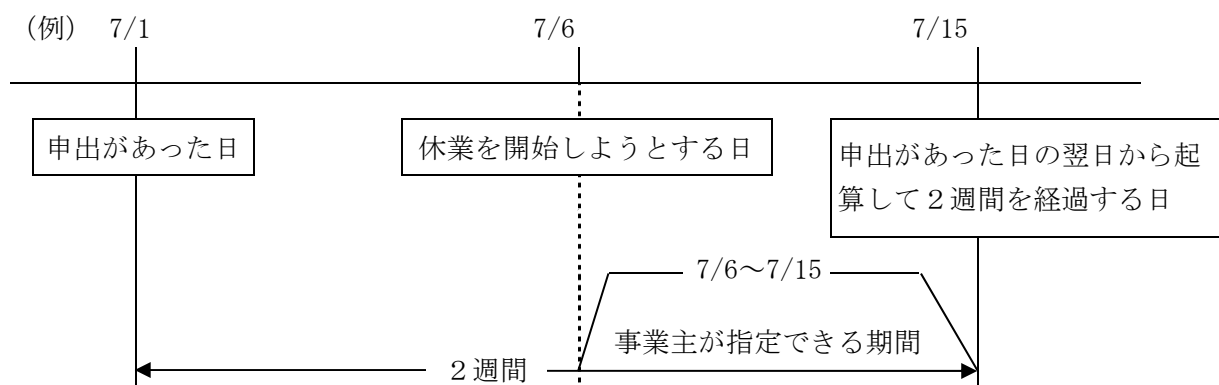 (例) 7/1 7/6 7/15
申出があった日
休業を開始しようとする日
申出があった日の翌日から起
算して２週間を経過する日
7/6～7/15
事業主が指定できる期間
２週間